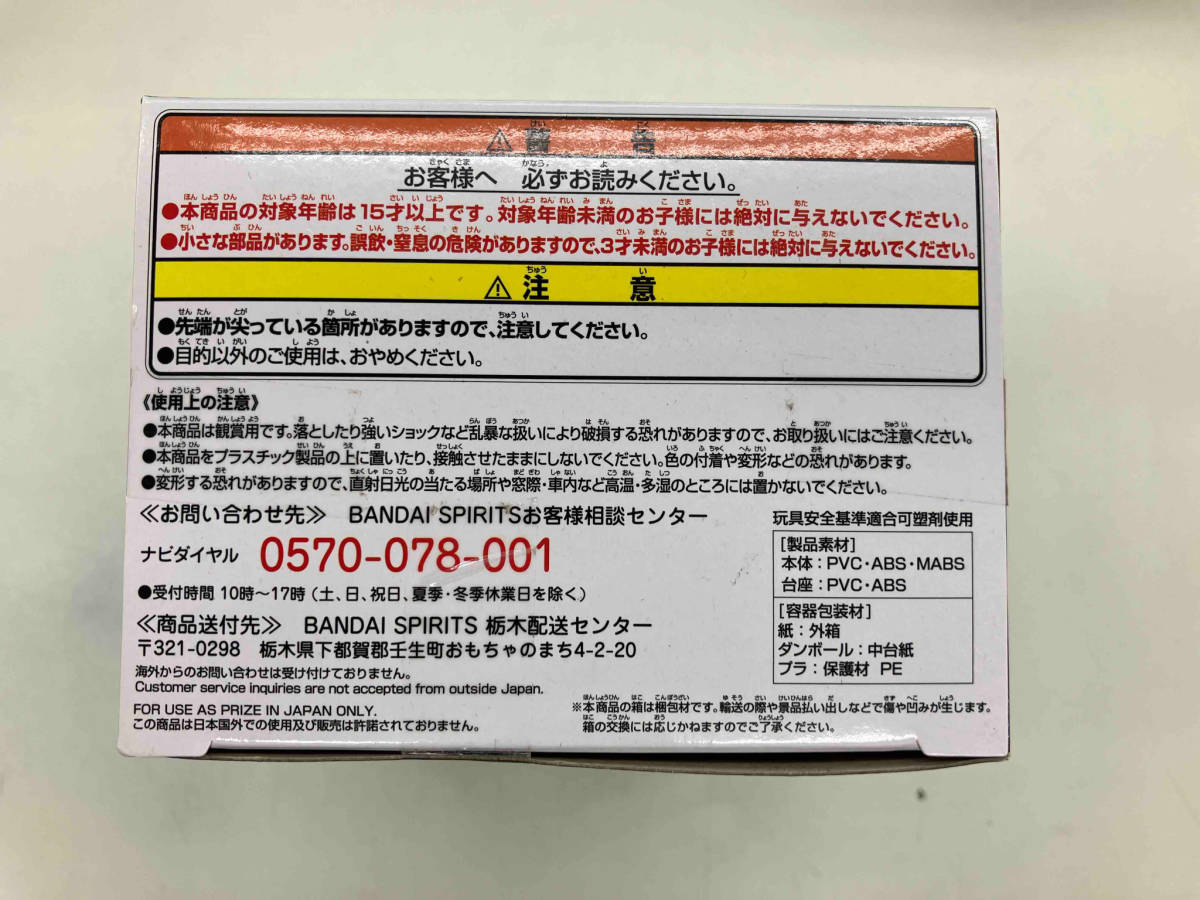 ⚠警告
お客様へ 必ずお読みください。
●本商品の対象年齢は15才以上です。対象年齢未満のお子様には絶対に与えないでください。
●小さな部品があります。誤飲・窒息の危険がありますので、3才未満のお子様には絶対に与えないでください。
⚠注意
●先端が尖っている箇所がありますので、注意してください。
●目的以外のご使用は、おやめください。
《使用上の注意》
●本商品は観賞用です。落としたり強いショックなど乱暴な扱いにより破損する恐れがありますので、お取り扱いにはご注意ください。
●本商品をプラスチック製品の上に置いたり、接触させたままにしないでください。色の付着や変形などの恐れがあります。
●変形する恐れがありますので、直射日光の当たる場所や窓際・車内など高温・多湿のところには置かないでください。
≪お問い合わせ先≫ BANDAI SPIRITSお客様相談センター
ナビダイヤル 0570-078-001
●受付時間 10時〜17時（土、日、祝日、夏季・冬季休業日を除く）
≪商品送付先≫ BANDAI SPIRITS 栃木配送センター
〒321-0298 栃木県下都賀郡壬生町おもちゃのまち4-2-20
海外からのお問い合わせは受け付けておりません。
Customer service inquiries are not accepted from outside Japan.
FOR USE AS PRIZE IN JAPAN ONLY.
この商品は日本国外での使用及び販売は許諾されておりません。
玩具安全基準適合可塑剤使用
[製品素材]
本体：PVC・ABS・MABS
台座：PVC・ABS
[容器包装材]
紙：外箱
ダンボール：中台紙
プラ：保護材 PE
※本商品の箱は梱包材です。輸送の際や景品払い出しなどで傷や凹みが生じます。
箱の交換には応じかねますのでご了承ください。